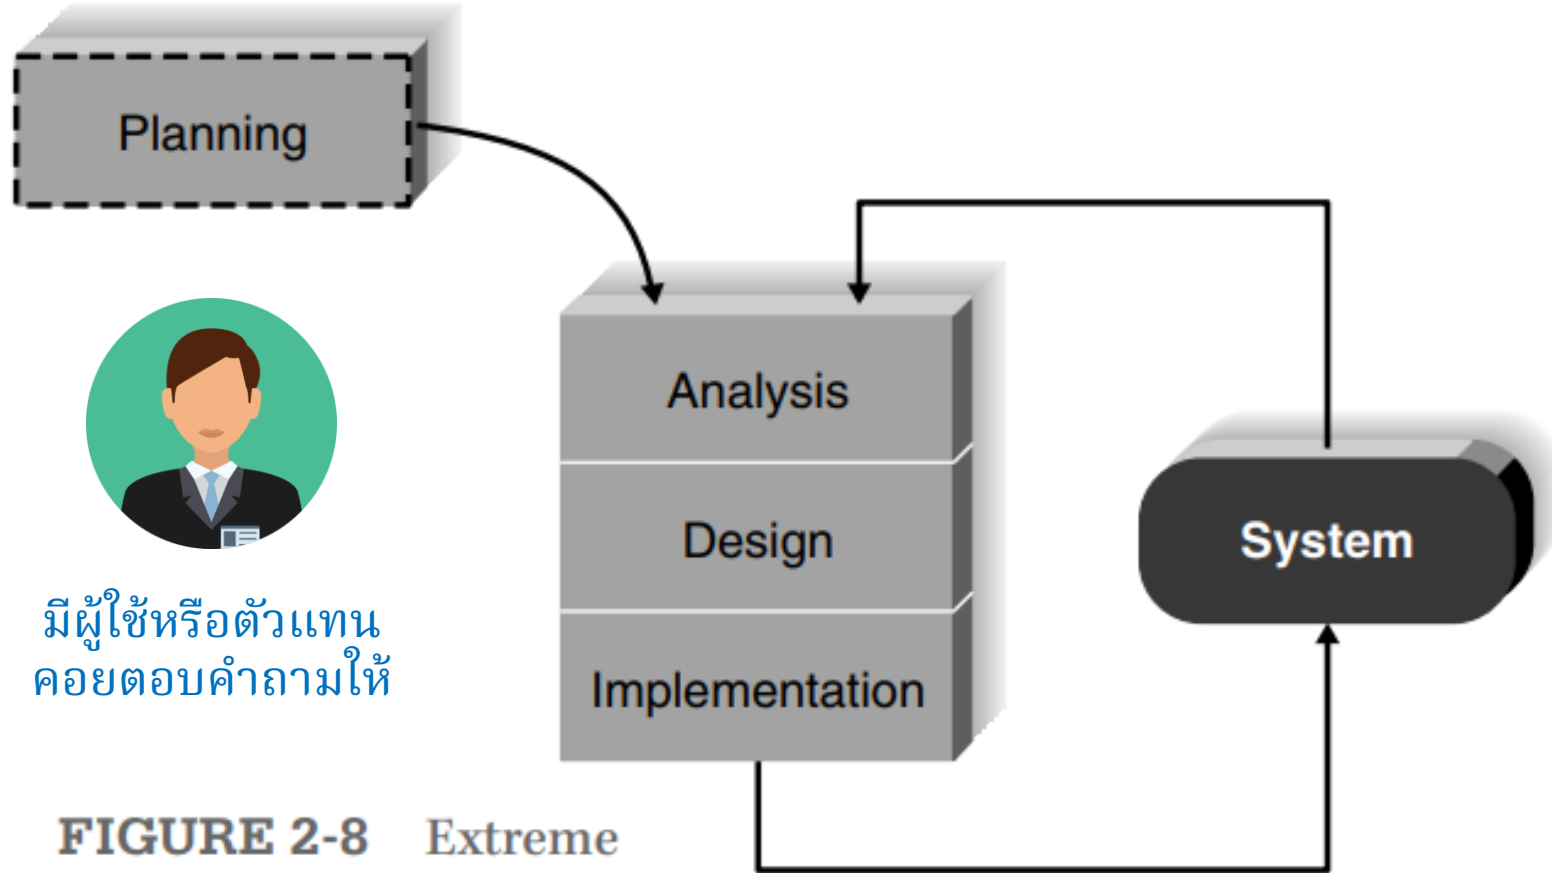 Planning
Analysis
Design
Implementation
System
มีผู้ใช้หรือตัวแทน
คอยตอบคำถามให้
FIGURE 2-8 Extreme